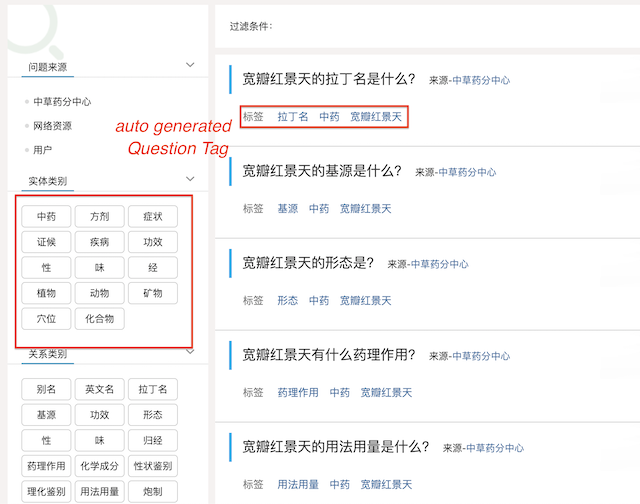 问题来源
中草药分中心
网络资源
用户
实体类别
中药 方剂 症状
证候 疾病 功效
性 味 经
植物 动物 矿物
穴位 化合物
关系类别
别名 英文名 拉丁名
基源 功效 形态
性 味 归经
药理作用 化学成分 性状鉴别
理化鉴别 用法用量 炮制
auto generated
Question Tag
过滤条件:
宽瓣红景天的拉丁名是什么? 来源-中草药分中心
标签 拉丁名 中药 宽瓣红景天
宽瓣红景天的基源是什么? 来源-中草药分中心
标签 基源 中药 宽瓣红景天
宽瓣红景天的形态是? 来源-中草药分中心
标签 形态 中药 宽瓣红景天
宽瓣红景天有什么药理作用? 来源-中草药分中心
标签 药理作用 中药 宽瓣红景天
宽瓣红景天的用法用量是什么? 来源-中草药分中心
标签 用法用量 中药 宽瓣红景天